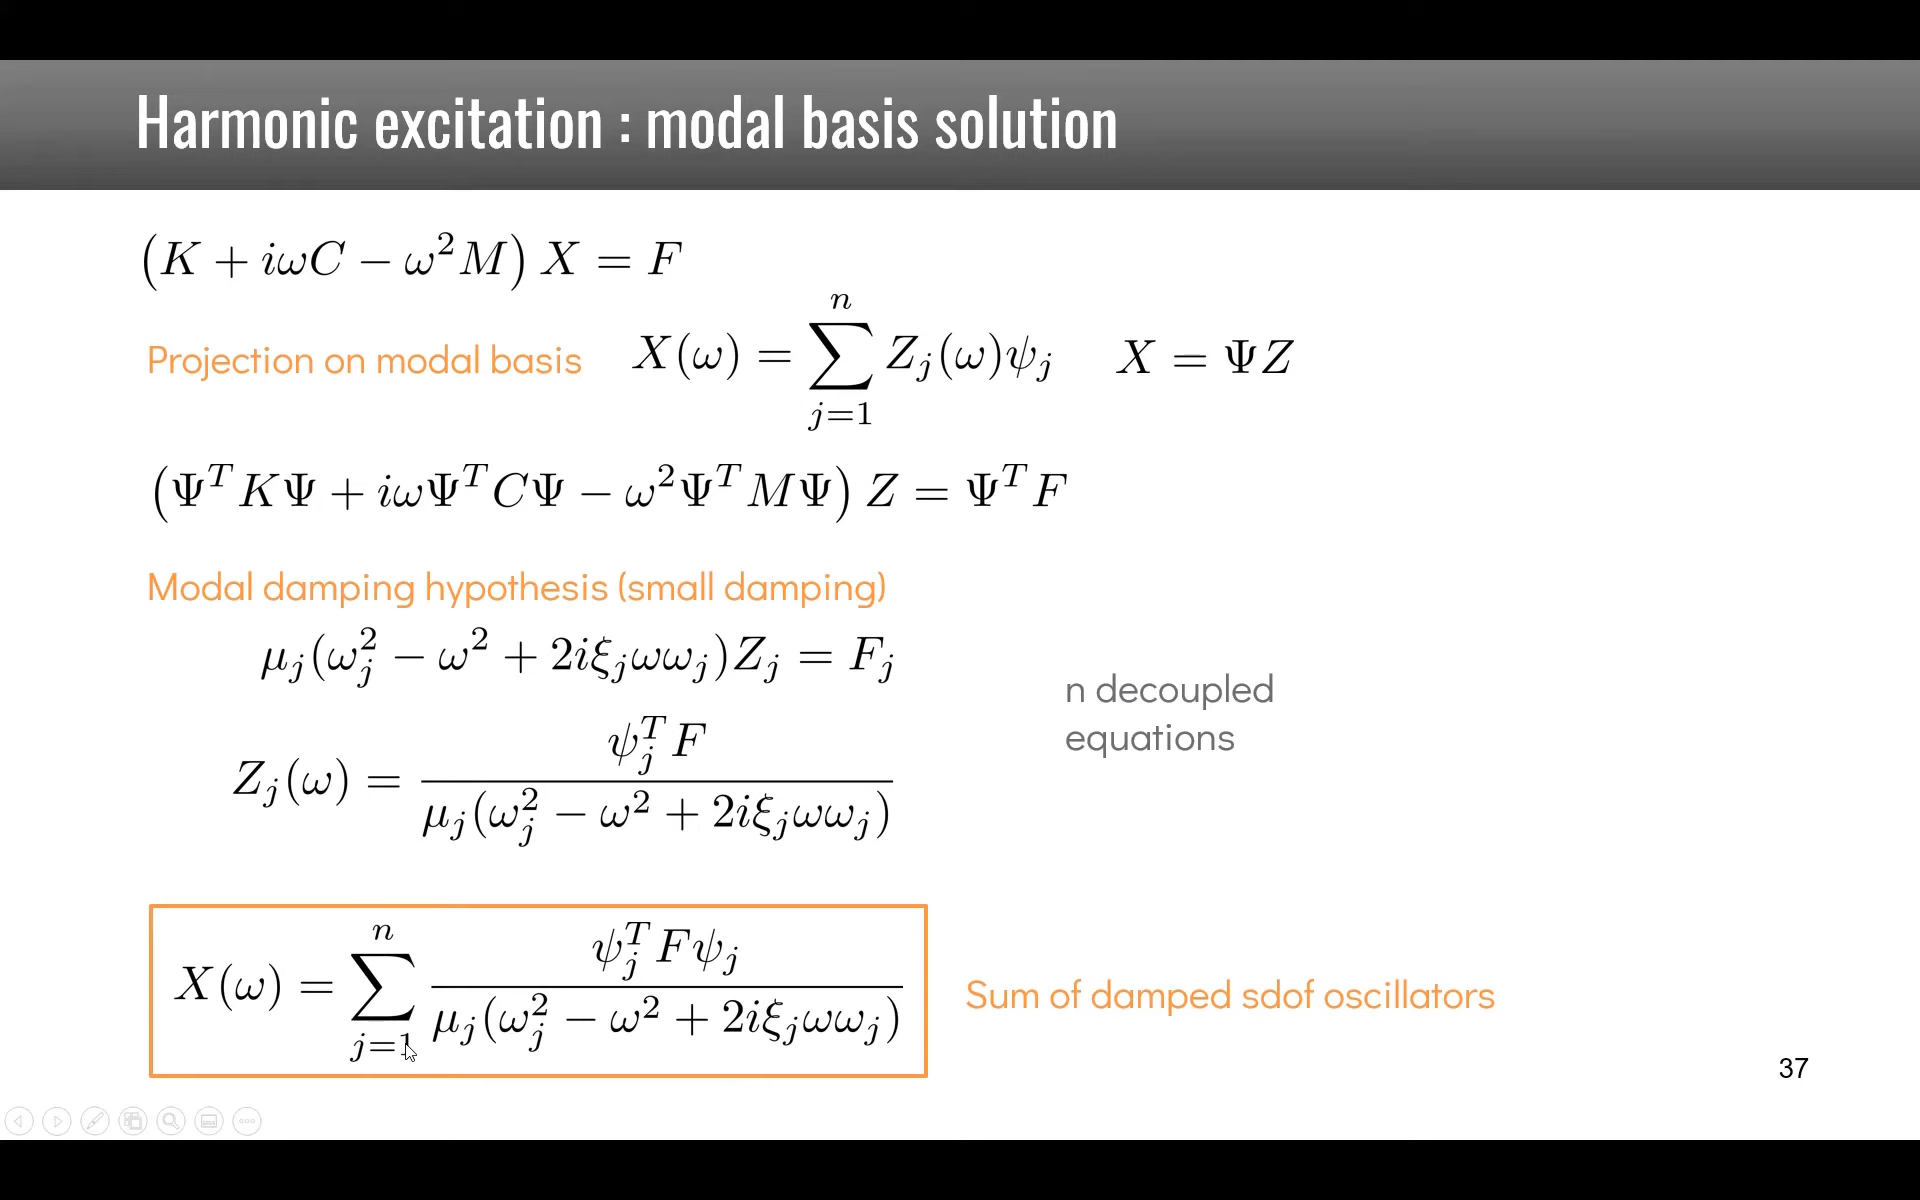 Harmonic excitation : modal basis solution
(K + iωC − ω²M) X = F
Projection on modal basis X(ω) = ∑_{j=1}^{n} Z_j(ω)ψ_j X = ΨZ
(Ψ^T KΨ + iωΨ^T CΨ − ω²Ψ^T MΨ) Z = Ψ^T F
Modal damping hypothesis (small damping)
μ_j(ω_j² − ω² + 2iξ_jωω_j)Z_j = F_j
n decoupled
equations
Z_j(ω) = \frac{ψ_j^T F}{μ_j(ω_j² − ω² + 2iξ_jωω_j)}
X(ω) = ∑_{j=1}^{n} \frac{ψ_j^T Fψ_j}{μ_j(ω_j² − ω² + 2iξ_jωω_j)} Sum of damped sdof oscillators
37